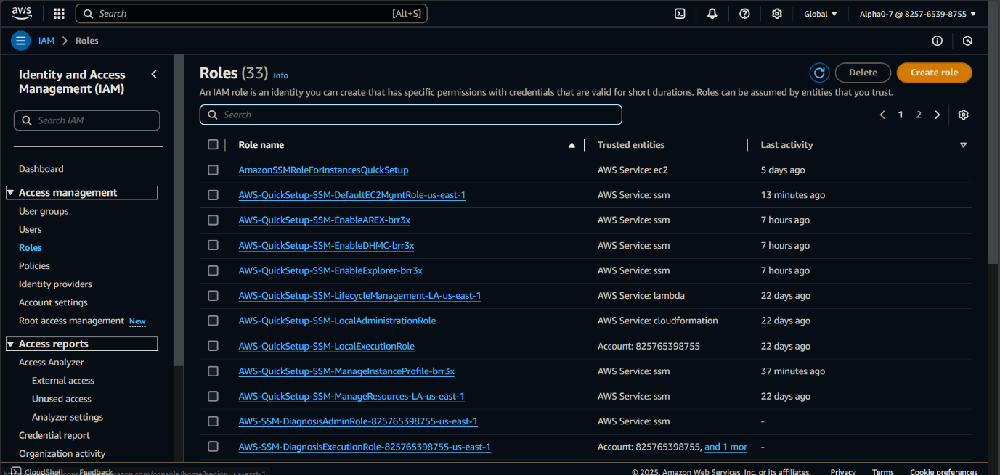 aws
Search [Alt+S]
Global
Alpha0-7 @ 8257-6539-8755
IAM > Roles
Identity and Access
Management (IAM)
Search IAM
Dashboard
Access management
User groups
Users
Roles
Policies
Identity providers
Account settings
Root access management New
Access reports
Access Analyzer
External access
Unused access
Analyzer settings
Credential report
Organization activity
Roles (33) Info
Delete
Create role
An IAM role is an identity you can create that has specific permissions with credentials that are valid for short durations. Roles can be assumed by entities that you trust.
Search
1 2
Role name Trusted entities Last activity
AmazonSSMRoleForInstancesQuickSetup AWS Service: ec2 5 days ago
AWS-QuickSetup-SSM-DefaultEC2MgmtRole-us-east-1 AWS Service: ssm 13 minutes ago
AWS-QuickSetup-SSM-EnableAREX-brr3x AWS Service: ssm 7 hours ago
AWS-QuickSetup-SSM-EnableDHMC-brr3x AWS Service: ssm 7 hours ago
AWS-QuickSetup-SSM-EnableExplorer-brr3x AWS Service: ssm 7 hours ago
AWS-QuickSetup-SSM-LifecycleManagement-LA-us-east-1 AWS Service: lambda 22 days ago
AWS-QuickSetup-SSM-LocalAdministrationRole AWS Service: cloudformation 22 days ago
AWS-QuickSetup-SSM-LocalExecutionRole Account: 825765398755 22 days ago
AWS-QuickSetup-SSM-ManageInstanceProfile-brr3x AWS Service: ssm 37 minutes ago
AWS-QuickSetup-SSM-ManageResources-LA-us-east-1 AWS Service: ssm 22 days ago
AWS-SSM-DiagnosisAdminRole-825765398755-us-east-1 AWS Service: ssm -
AWS-SSM-DiagnosisExecutionRole-825765398755-us-east-1 Account: 825765398755, and 1 mor -
CloudShell Feedback
© 2025, Amazon Web Services, Inc. or its affiliates. Privacy Terms Cookie preferences